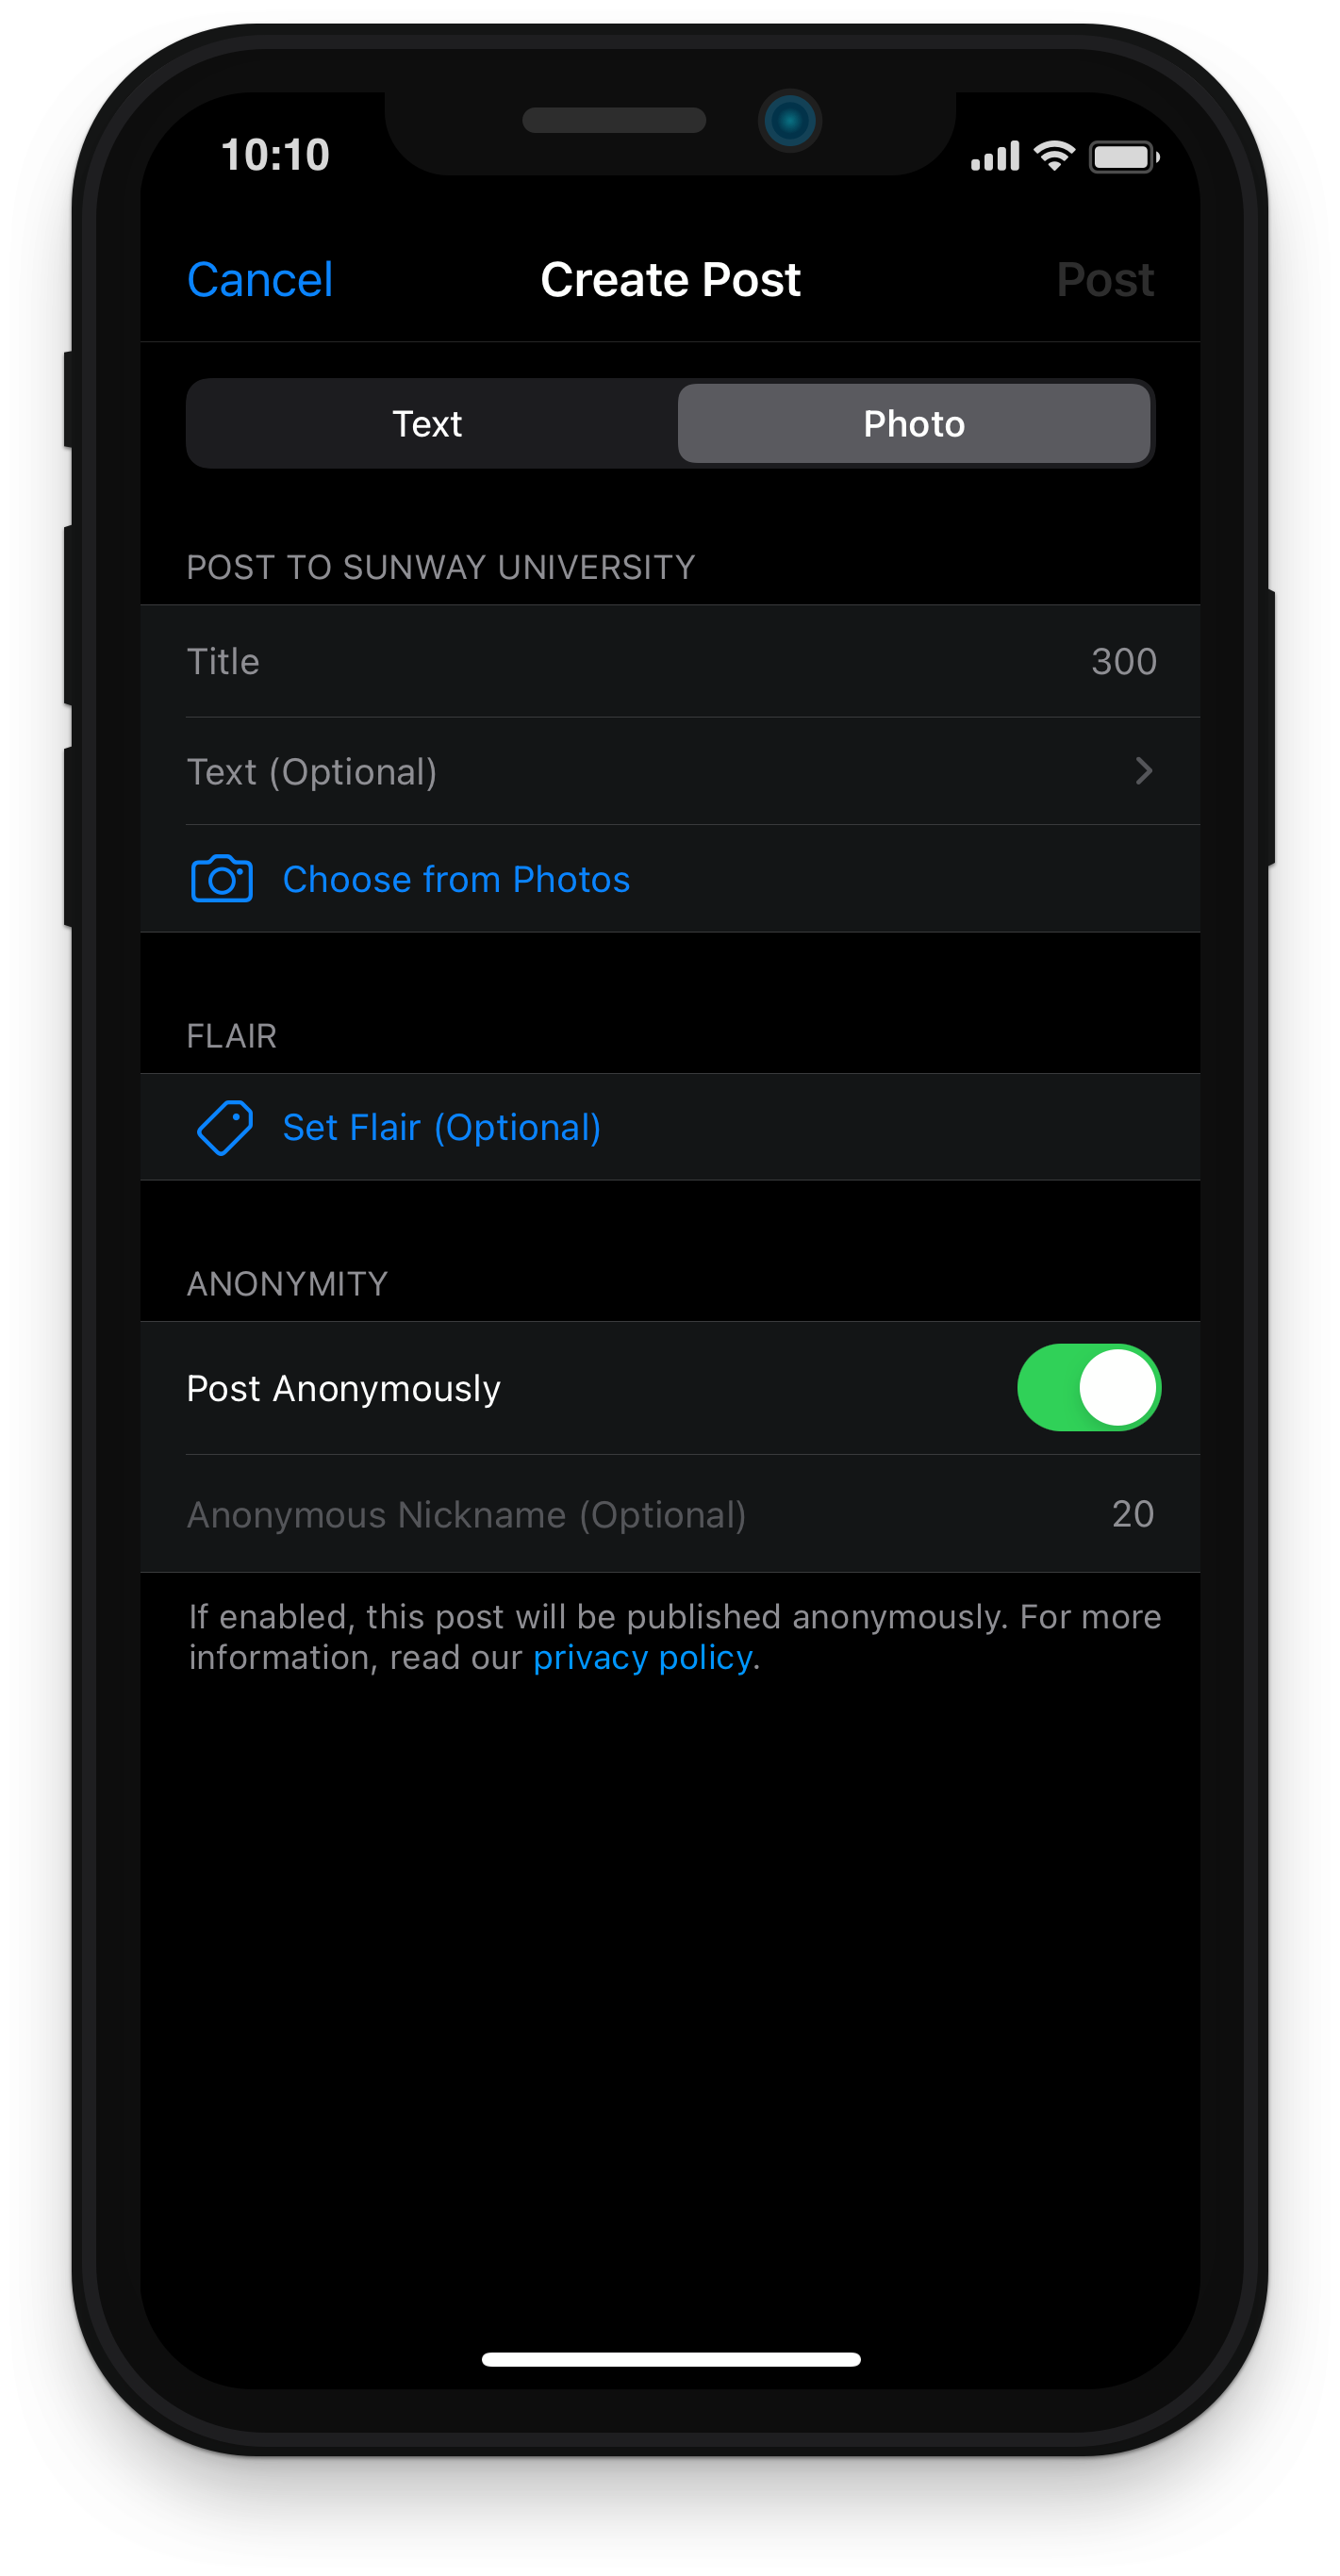 10:10
Cancel Create Post Post
Text Photo
POST TO SUNWAY UNIVERSITY
Title 300
Text (Optional)
Choose from Photos
FLAIR
Set Flair (Optional)
ANONYMITY
Post Anonymously
Anonymous Nickname (Optional) 20
If enabled, this post will be published anonymously. For more
information, read our privacy policy.